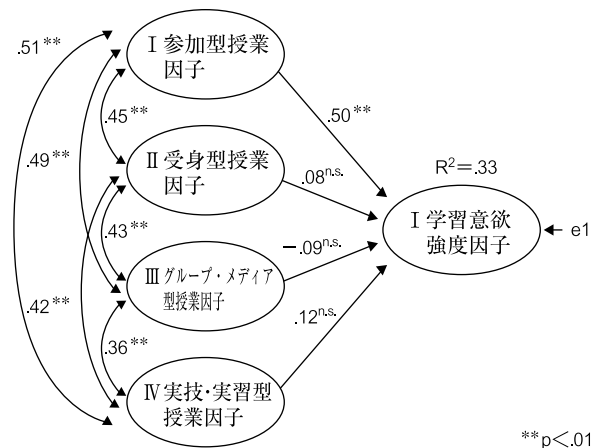 .51**
Ⅰ参加型授業
因子
.45**
.50**
.49**
R²=.33
Ⅱ受身型授業
因子
.08n.s.
Ⅰ学習意欲
強度因子
e1
.43**
−.09n.s.
Ⅲグループ・メディア
型授業因子
.42**
.12n.s.
.36**
Ⅳ実技・実習型
授業因子
**p<.01